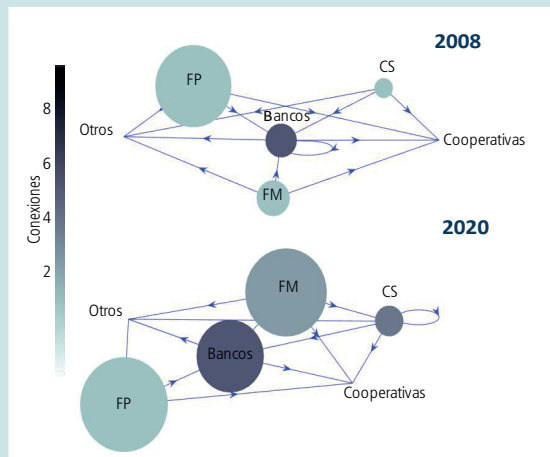 2008
FP
CS
Bancos
Otros
Cooperativas
FM
8
6
4
2
Conexiones
2020
FM
CS
Otros
Bancos
Cooperativas
FP